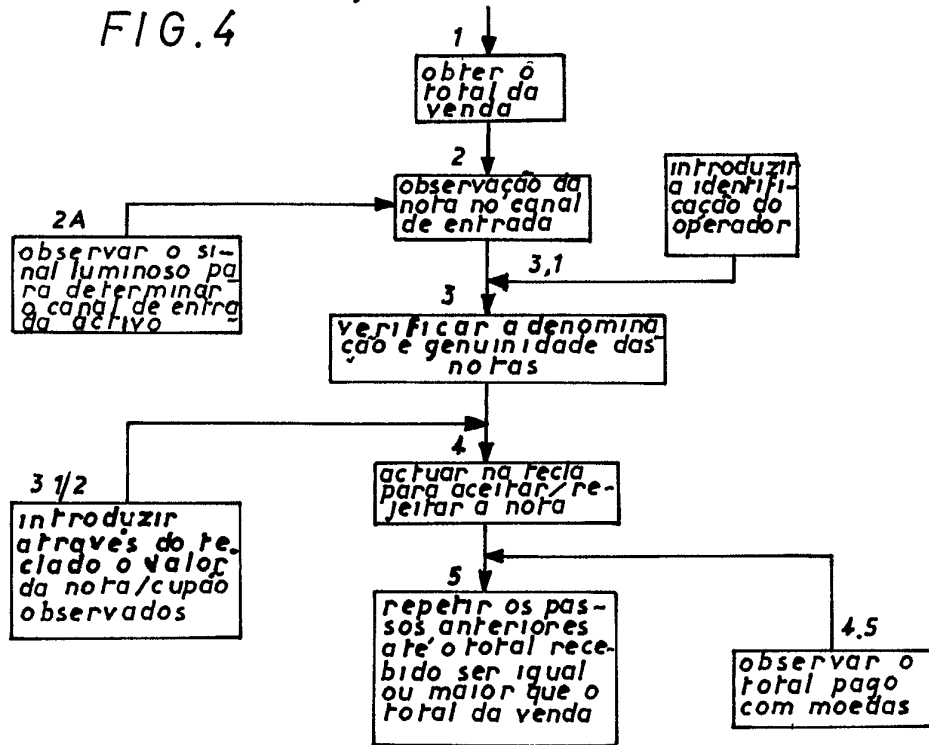 FIG.4
1
obter ô
total da
venda
2
observação da
nota no canal
de entrada
introduzir
a identifi-
cação do
operador
2A
observar o si-
nal luminoso pa
ra determinar
o canal de entra
da activo -
3,1
3
verificar a denomina
ção e genuinidade das
notas
4
actuar na tecla
para aceitar/re-
jeitar a nota
3 1/2
introduzir
através do te-
clado o valor
da nota/cupão
observados
5
repetir os pas-
sos anteriores
até o total rece-
bido ser igual
ou maior que o
total da venda
4.5
observar o
total pago
com moedas